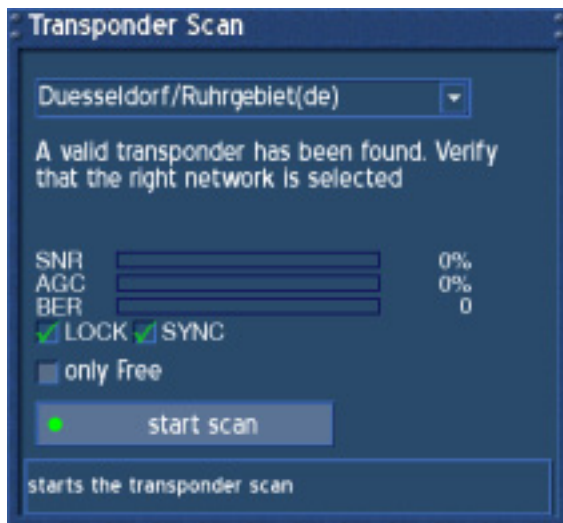 Transponder Scan
Duesseldorf/Ruhrgebiet(de)
A valid transponder has been found. Verify
that the right network is selected
SNR 0%
AGC 0%
BER 0
LOCK SYNC
only Free
start scan
starts the transponder scan